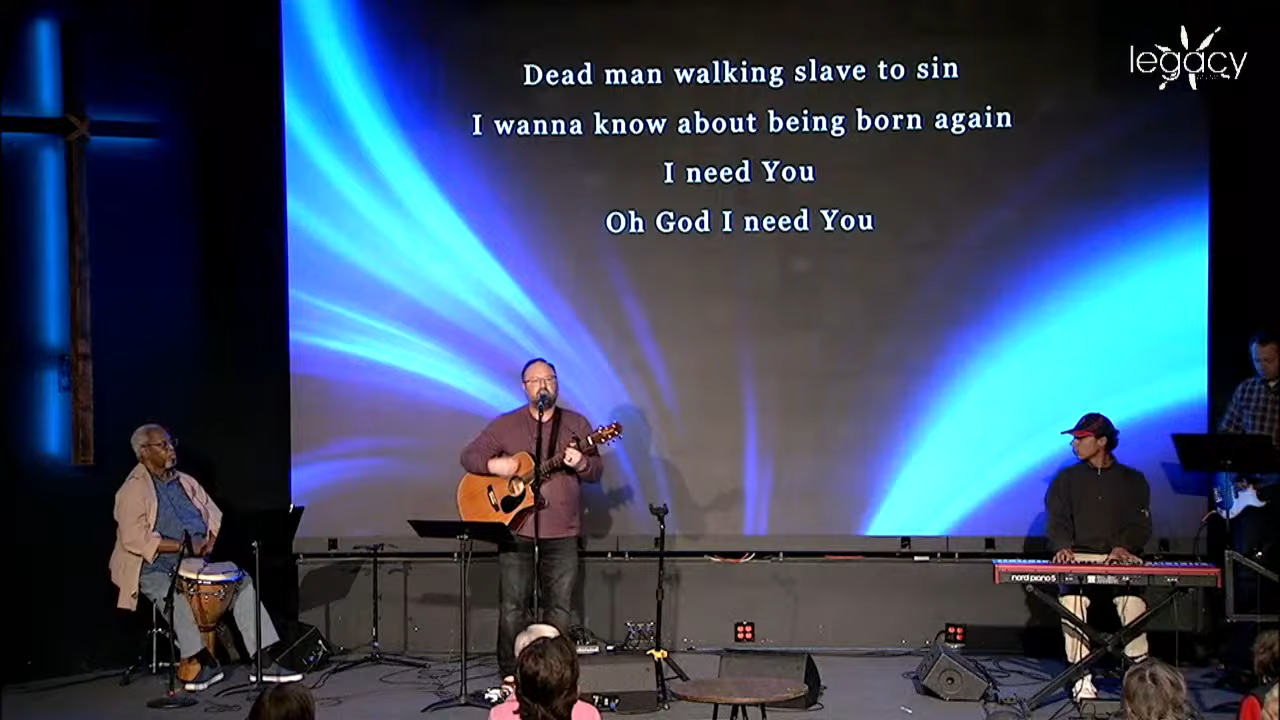 Dead man walking slave to sin
I wanna know about being born again
I need You
Oh God I need You
legacy
nord piano 5